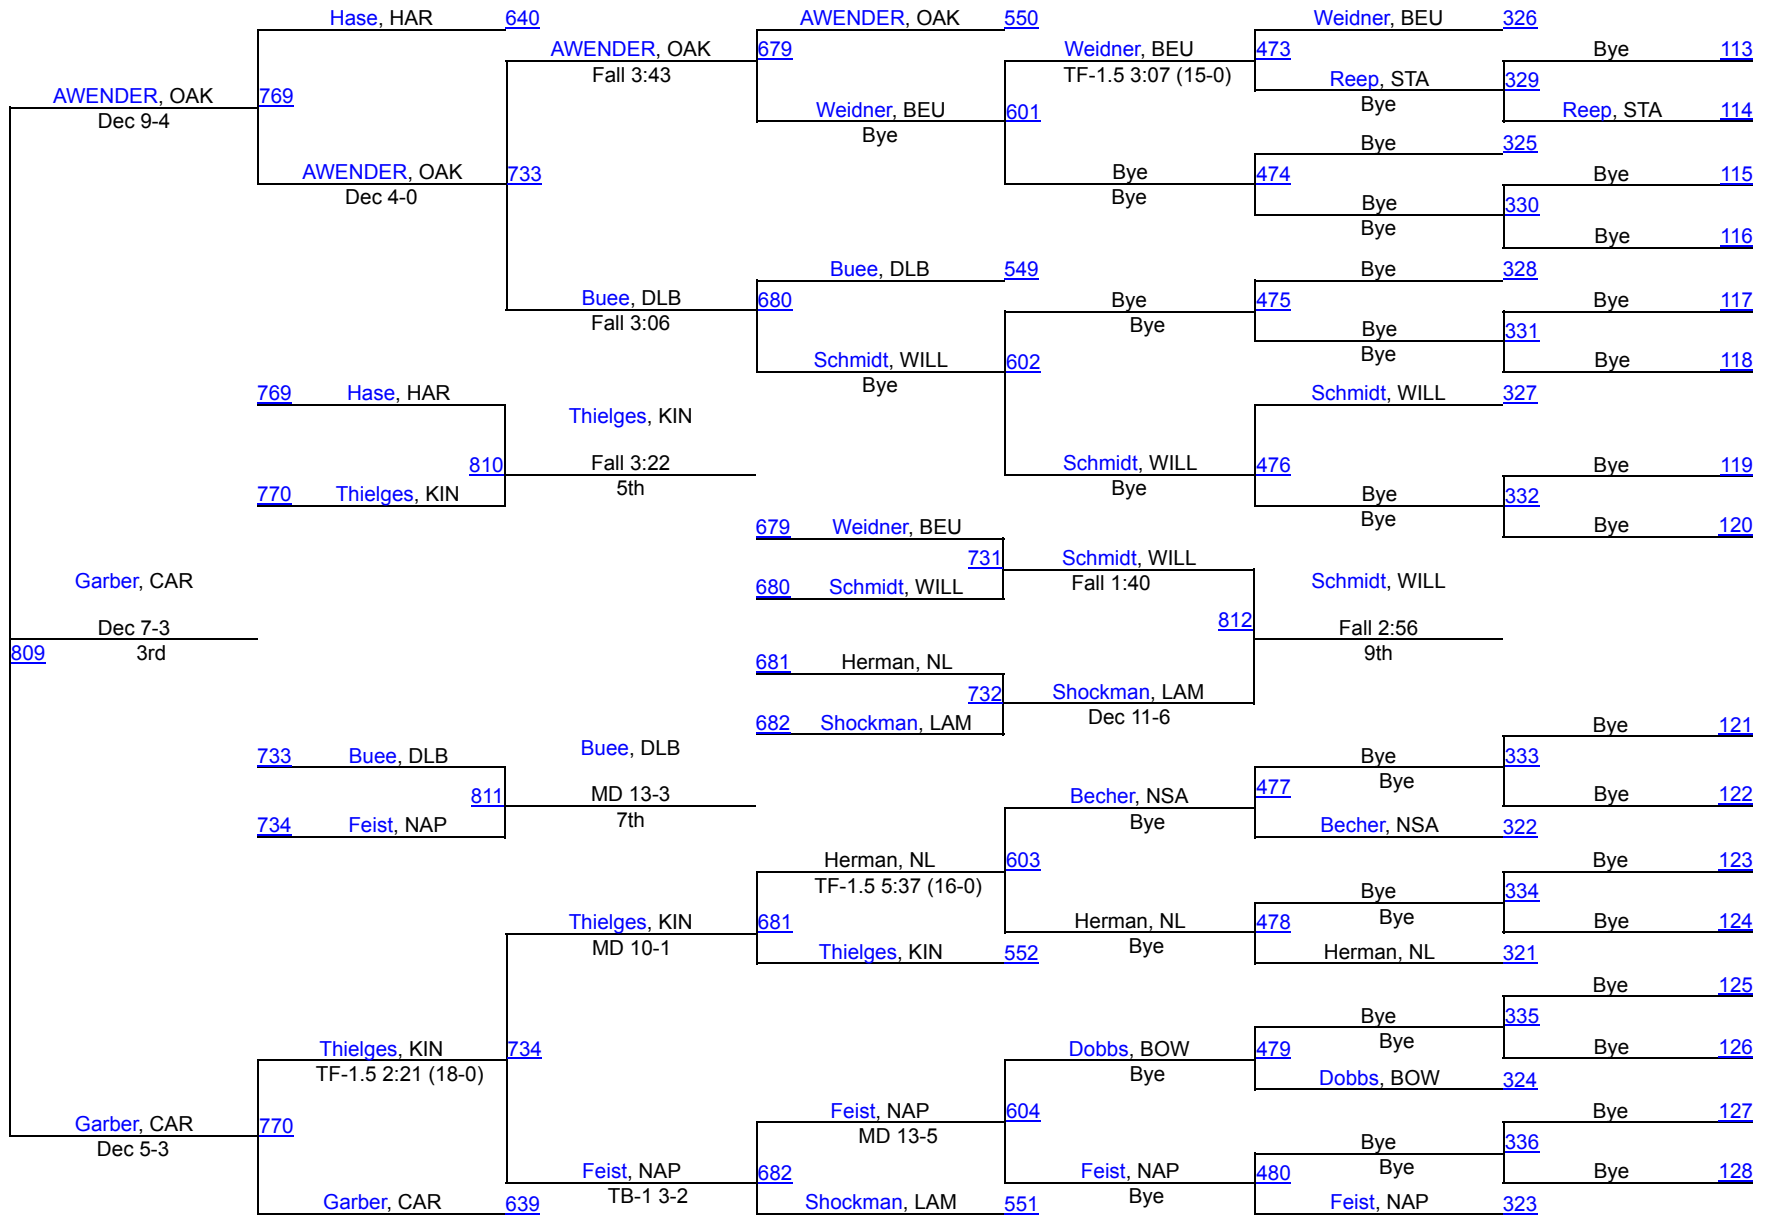 Hase, HAR 640 AWENDER, OAK 550 Weidner, BEU 326
AWENDER, OAK 679 Weidner, BEU 473 Bye 113
Fall 3:43 TF-1.5 3:07 (15-0)
Reep, STA 329
AWENDER, OAK 769 Bye
Dec 9-4 Weidner, BEU 601 Reep, STA 114
Bye
Bye 325
AWENDER, OAK 733 Bye 474 Bye 115
Dec 4-0 Bye
Bye 330
Bye
Bye 116
Buee, DLB 549 Bye 328
Buee, DLB 680 Bye 475 Bye 117
Fall 3:06 Bye
Bye 331
Bye
Schmidt, WILL 602 Bye 118
Bye
769 Hase, HAR Schmidt, WILL 327
Thielges, KIN
810 Fall 3:22 Schmidt, WILL 476 Bye 119
5th Bye
770 Thielges, KIN Bye 332
Bye
679 Weidner, BEU Bye 120
731 Schmidt, WILL
Fall 1:40
Garber, CAR 680 Schmidt, WILL Schmidt, WILL
812
Dec 7-3 Fall 2:56
809 3rd 9th
681 Herman, NL
732 Shockman, LAM
Dec 11-6
682 Shockman, LAM Bye 121
733 Buee, DLB Buee, DLB Bye 333
Bye
811 MD 13-3 Becher, NSA 477 Bye 122
7th Bye
734 Feist, NAP Becher, NSA 322
Herman, NL 603 Bye 123
TF-1.5 5:37 (16-0)
Bye 334
Bye
Thielges, KIN 681 Herman, NL 478 Bye 124
MD 10-1 Bye
Thielges, KIN 552 Herman, NL 321
Bye 125
Bye 335
Bye
Thielges, KIN 734 Dobbs, BOW 479 Bye 126
TF-1.5 2:21 (18-0) Bye
Dobbs, BOW 324
Garber, CAR 770 Feist, NAP 604 Bye 127
Dec 5-3 MD 13-5
Bye 336
Bye
Feist, NAP 682 Feist, NAP 480 Bye 128
TB-1 3-2 Bye
Garber, CAR 639 Shockman, LAM 551 Feist, NAP 323